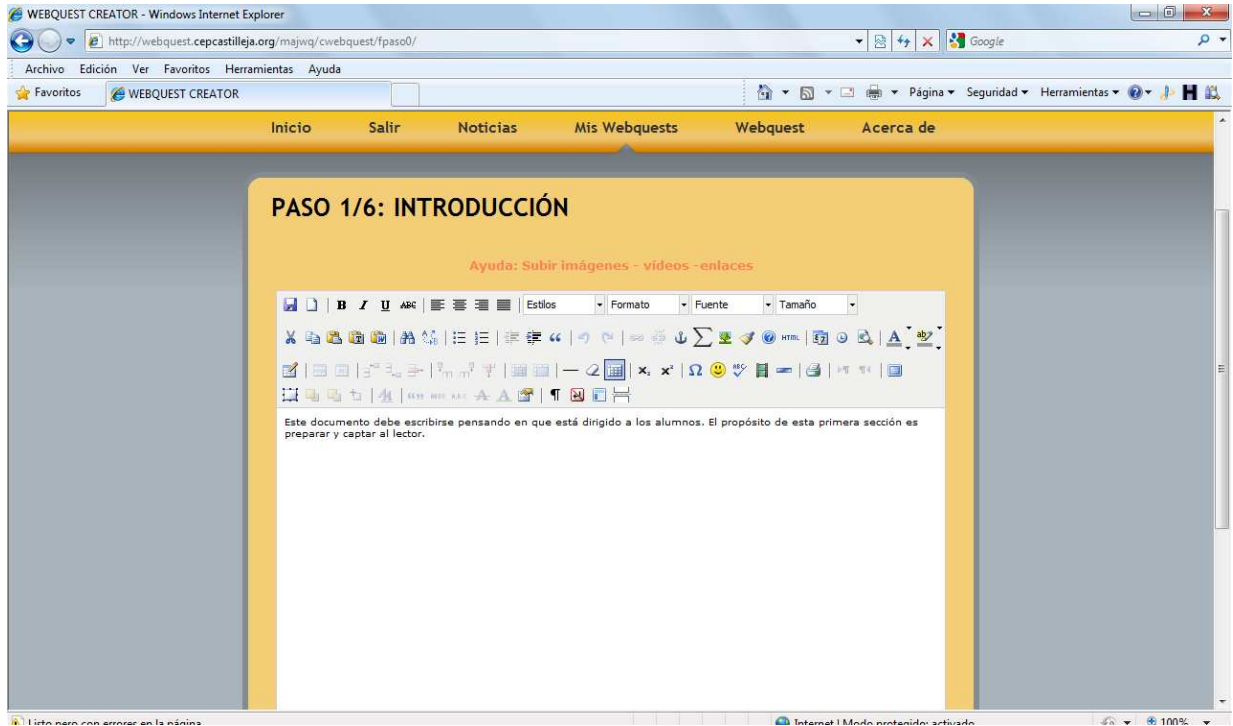 WEBQUEST CREATOR - Windows Internet Explorer
http://webquest.cepcastilleja.org/majwq/cwebquest/fpaso0/
Google
Archivo Edición Ver Favoritos Herramientas Ayuda
Favoritos WEBQUEST CREATOR Página Seguridad Herramientas
Inicio Salir Noticias Mis Webquests Webquest Acerca de
PASO 1/6: INTRODUCCIÓN
Ayuda: Subir imágenes - vídeos -enlaces
B I U ABC Estilos Formato Fuente Tamaño
HTML A ab
Este documento debe escribirse pensando en que está dirigido a los alumnos. El propósito de esta primera sección es
preparar y captar al lector.
Listo pero con errores en la página. Internet | Modo protegido: activado 100%